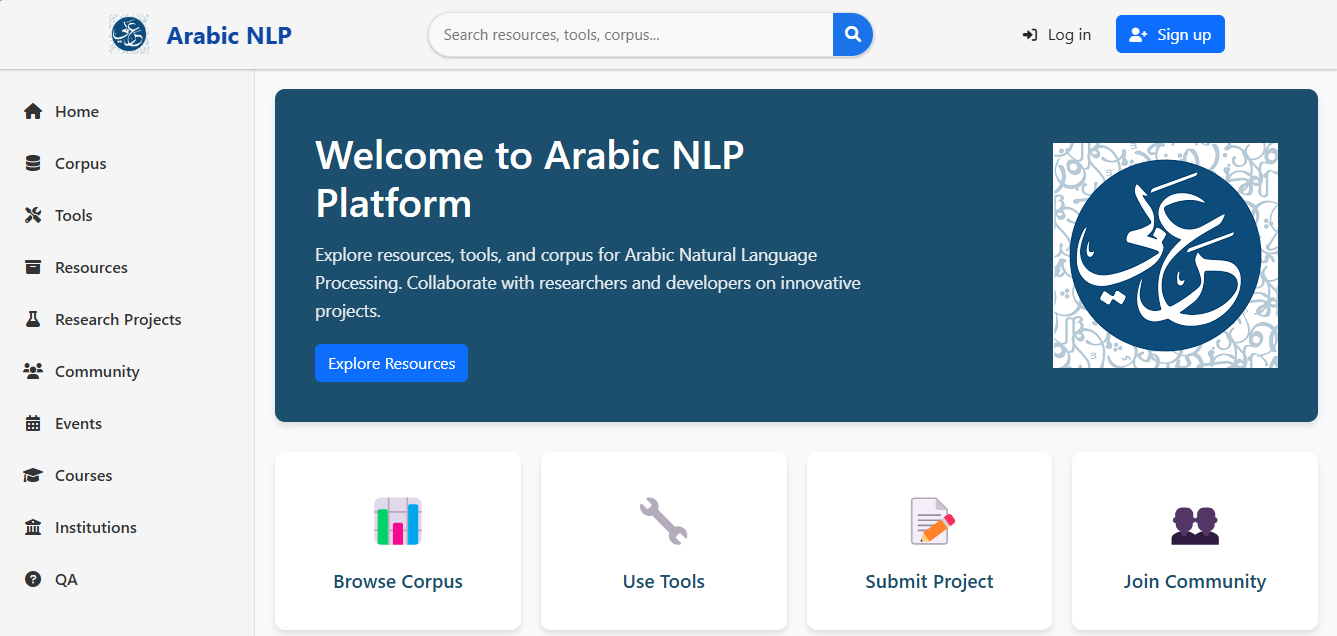 Arabic NLP
Search resources, tools, corpus...
Log in
Sign up
Home
Corpus
Tools
Resources
Research Projects
Community
Events
Courses
Institutions
QA
Welcome to Arabic NLP
Platform
Explore resources, tools, and corpus for Arabic Natural Language
Processing. Collaborate with researchers and developers on innovative
projects.
Explore Resources
عربي
Browse Corpus
Use Tools
Submit Project
Join Community